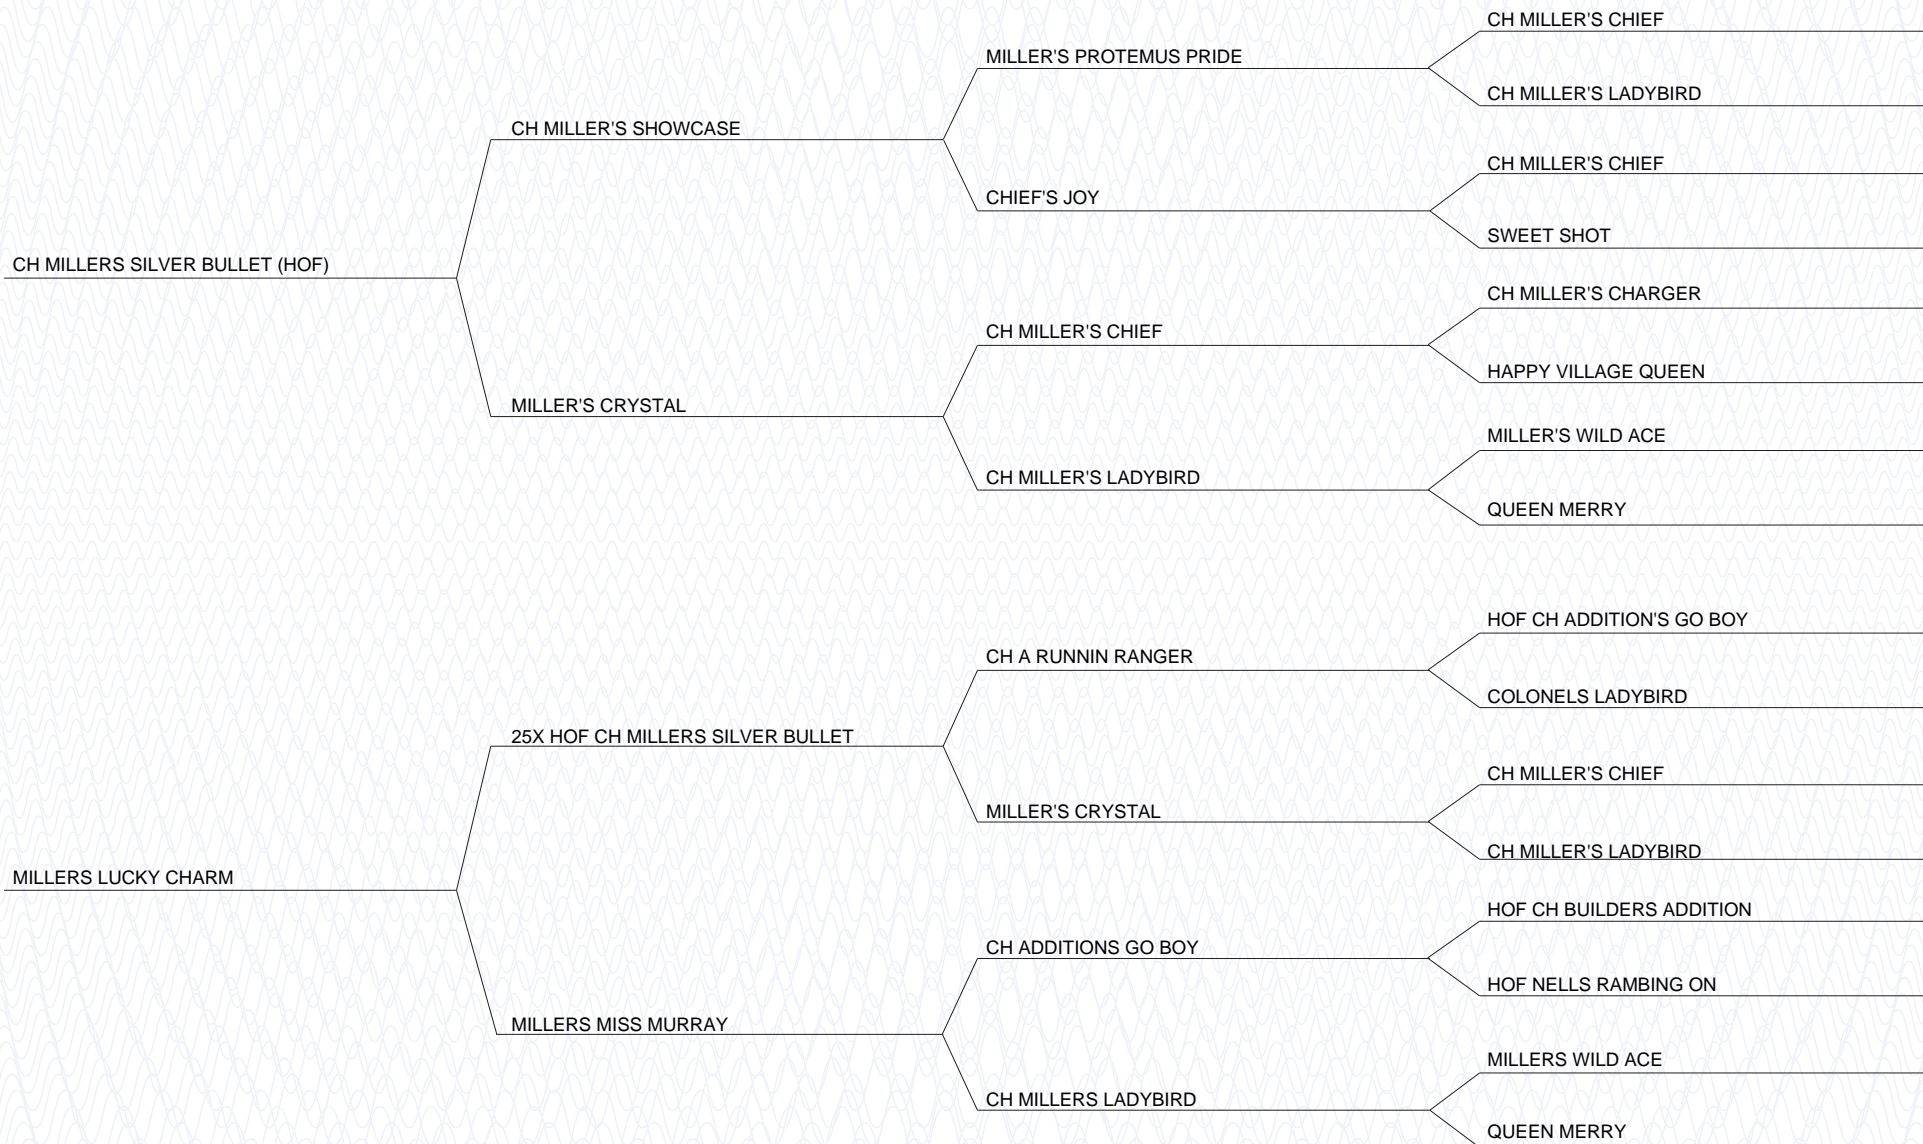 CH MILLER'S CHIEF
MILLER'S PROTEMUS PRIDE
CH MILLER'S LADYBIRD
CH MILLER'S SHOWCASE
CH MILLER'S CHIEF
CHIEF'S JOY
SWEET SHOT
CH MILLERS SILVER BULLET (HOF)
CH MILLER'S CHARGER
CH MILLER'S CHIEF
HAPPY VILLAGE QUEEN
MILLER'S CRYSTAL
MILLER'S WILD ACE
CH MILLER'S LADYBIRD
QUEEN MERRY
HOF CH ADDITION'S GO BOY
CH A RUNNIN RANGER
COLONELS LADYBIRD
25X HOF CH MILLERS SILVER BULLET
CH MILLER'S CHIEF
MILLER'S CRYSTAL
CH MILLER'S LADYBIRD
MILLERS LUCKY CHARM
HOF CH BUILDERS ADDITION
CH ADDITIONS GO BOY
HOF NELLS RAMBING ON
MILLERS MISS MURRAY
MILLERS WILD ACE
CH MILLERS LADYBIRD
QUEEN MERRY